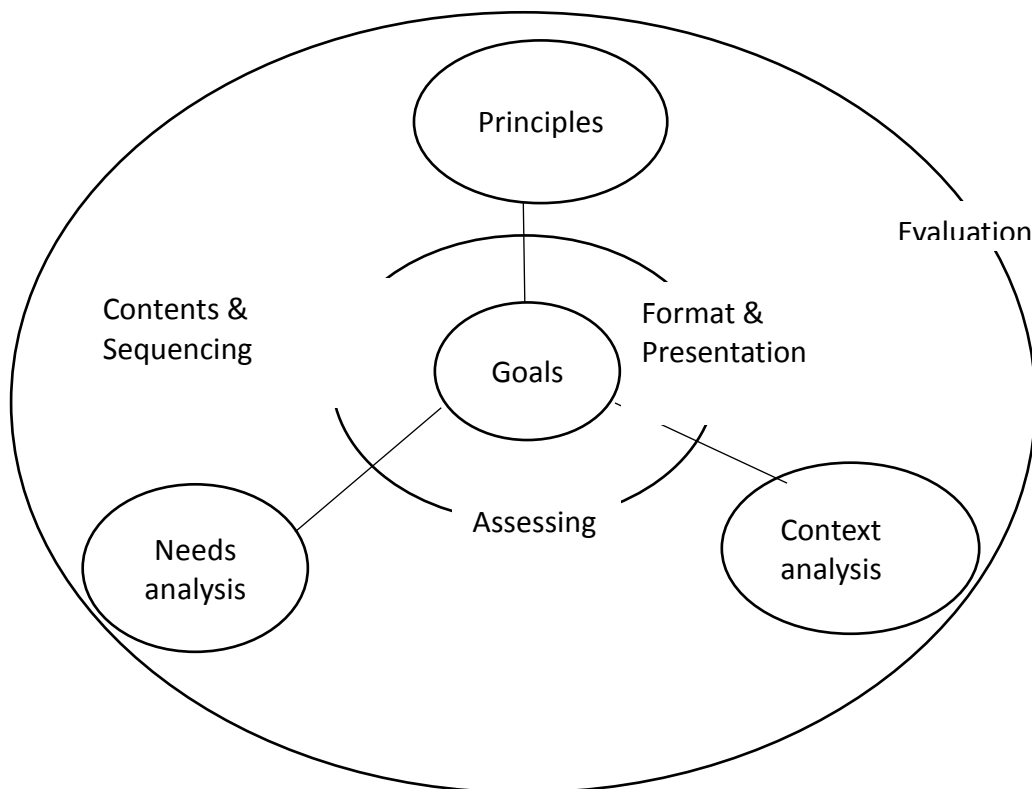 Principles
Evaluation
Contents &
Sequencing
Format &
Presentation
Goals
Assessing
Needs
analysis
Context
analysis